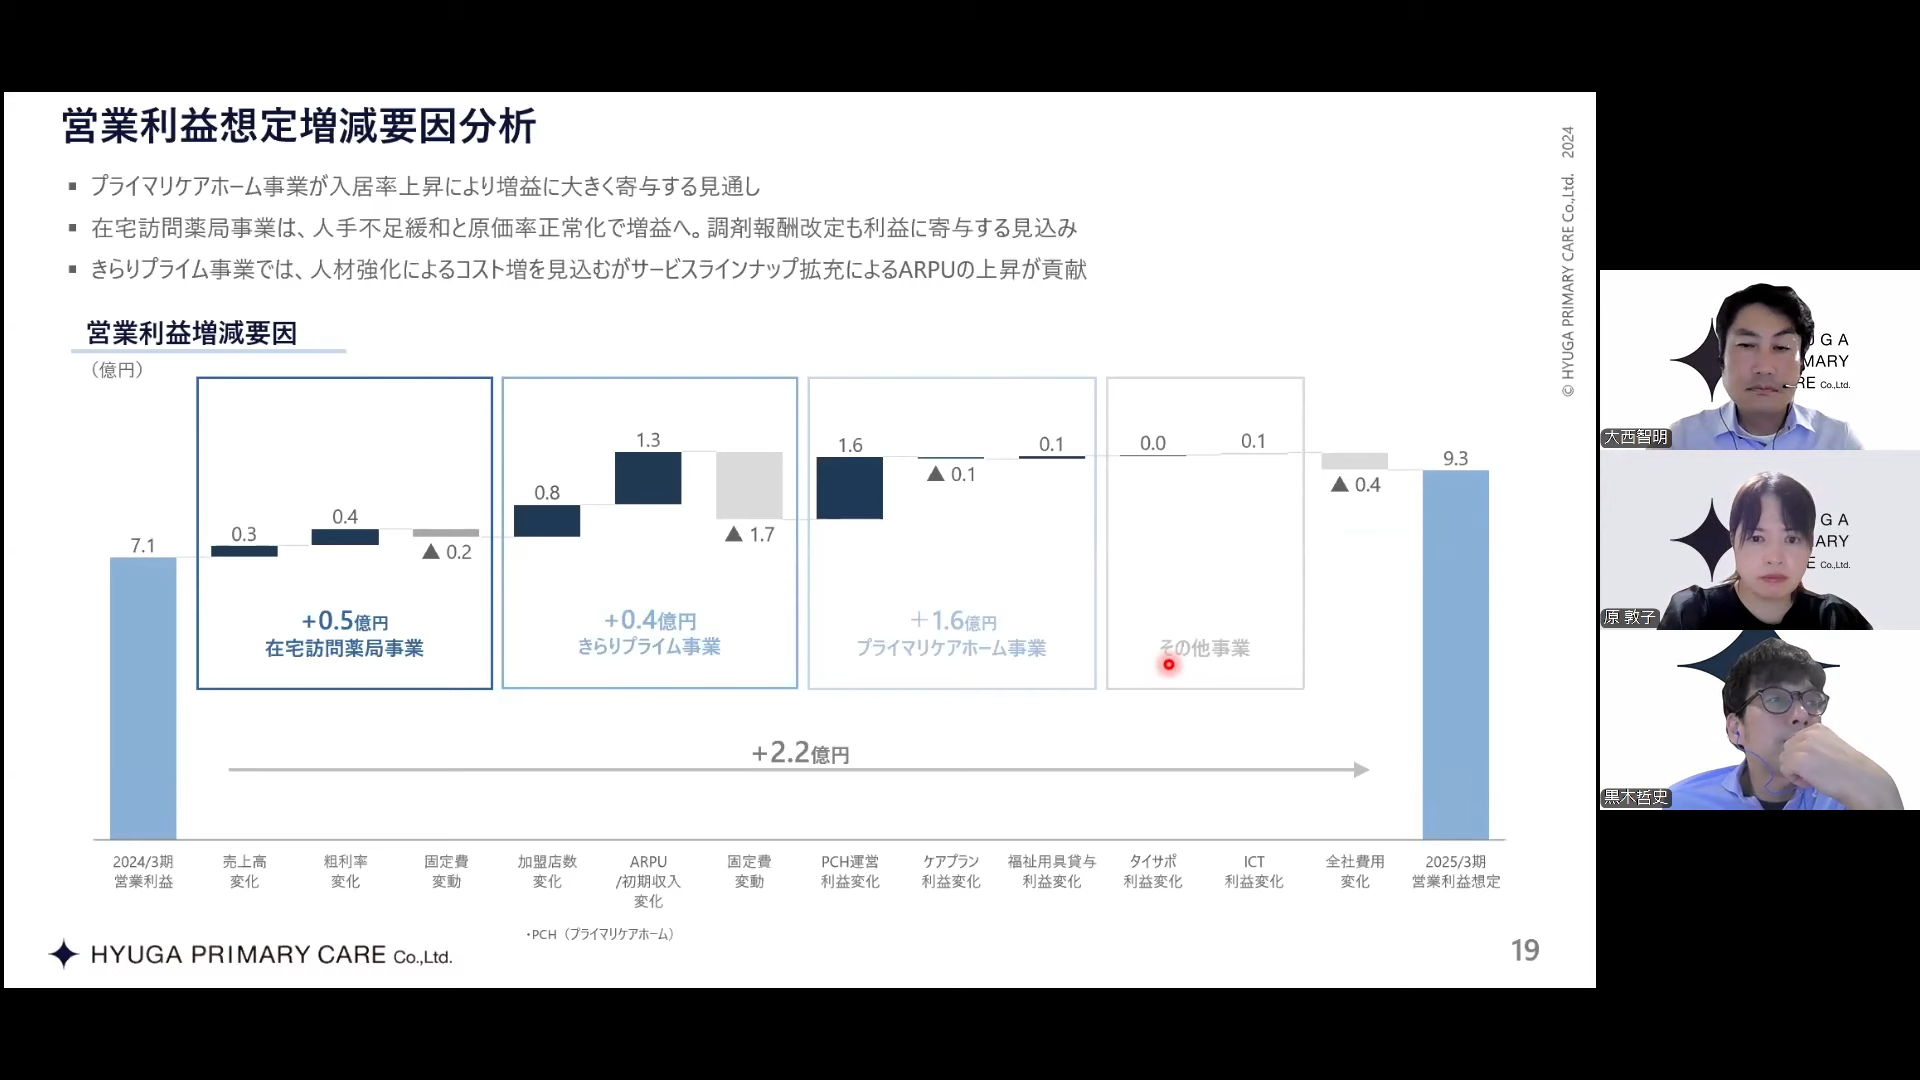 営業利益想定増減要因分析
▪ プライマリケアホーム事業が入居率上昇により増益に大きく寄与する見通し
▪ 在宅訪問薬局事業は、人手不足緩和と原価率正常化で増益へ。調剤報酬改定も利益に寄与する見込み
▪ きらりプライム事業では、人材強化によるコスト増を見込むがサービスラインナップ拡充によるARPUの上昇が貢献
© HYUGA PRIMARY CARE Co.,Ltd. 2024
営業利益増減要因
（億円）
7.1
0.3
0.4
▲ 0.2
0.8
1.3
▲ 1.7
1.6
▲ 0.1
0.1
0.0
0.1
▲ 0.4
9.3
+0.5億円
在宅訪問薬局事業
+0.4億円
きらりプライム事業
+1.6億円
プライマリケアホーム事業
その他事業
+2.2億円
2024/3期
営業利益
売上高
変化
粗利率
変化
固定費
変動
加盟店数
変化
ARPU
/初期収入
変化
固定費
変動
PCH運営
利益変化
ケアプラン
利益変化
福祉用具貸与
利益変化
タイサポ
利益変化
ICT
利益変化
全社費用
変化
2025/3期
営業利益想定
・PCH（プライマリケアホーム）
HYUGA PRIMARY CARE Co.,Ltd.
19
U G A
MARY
RE Co.,Ltd.
大西智明
G A
ARY
E Co.,Ltd.
原 敦子
黒木哲史